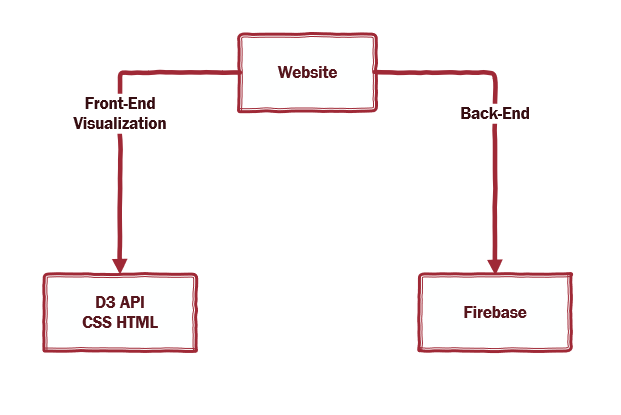 Website
Front-End
Visualization
Back-End
D3 API
CSS HTML
Firebase